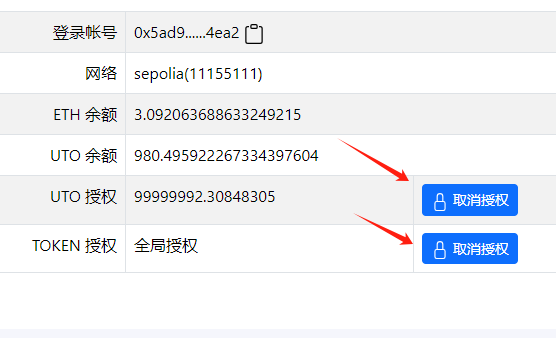 登录帐号 0x5ad9......4ea2
网络 sepolia(11155111)
ETH 余额 3.092063688633249215
UTO 余额 980.495922267334397604
UTO 授权 99999992.30848305 取消授权
TOKEN 授权 全局授权 取消授权